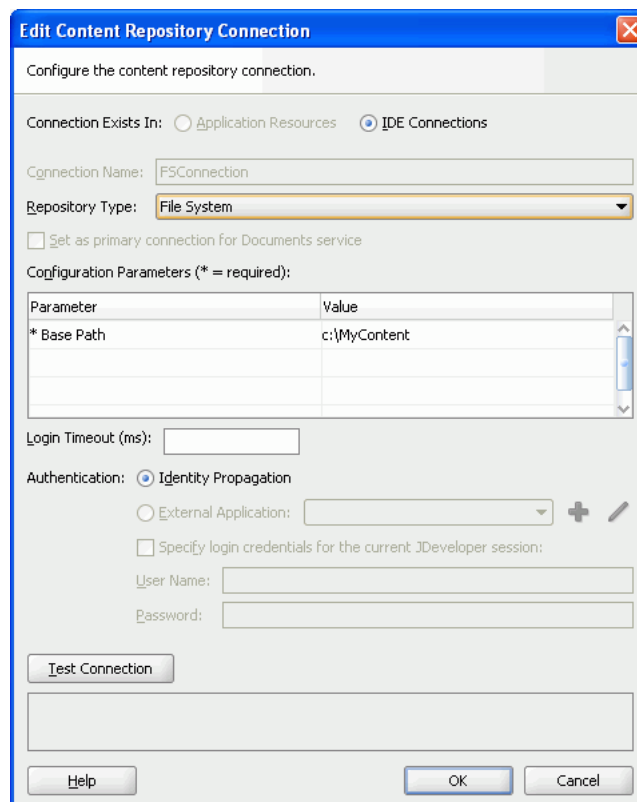 Edit Content Repository Connection
Configure the content repository connection.
Connection Exists In: Application Resources IDE Connections
Connection Name: FSConnection
Repository Type: File System
Set as primary connection for Documents service
Configuration Parameters (* = required):
Parameter Value
* Base Path c:\MyContent
Login Timeout (ms):
Authentication: Identity Propagation
External Application:
Specify login credentials for the current JDeveloper session:
User Name:
Password:
Test Connection
Help OK Cancel